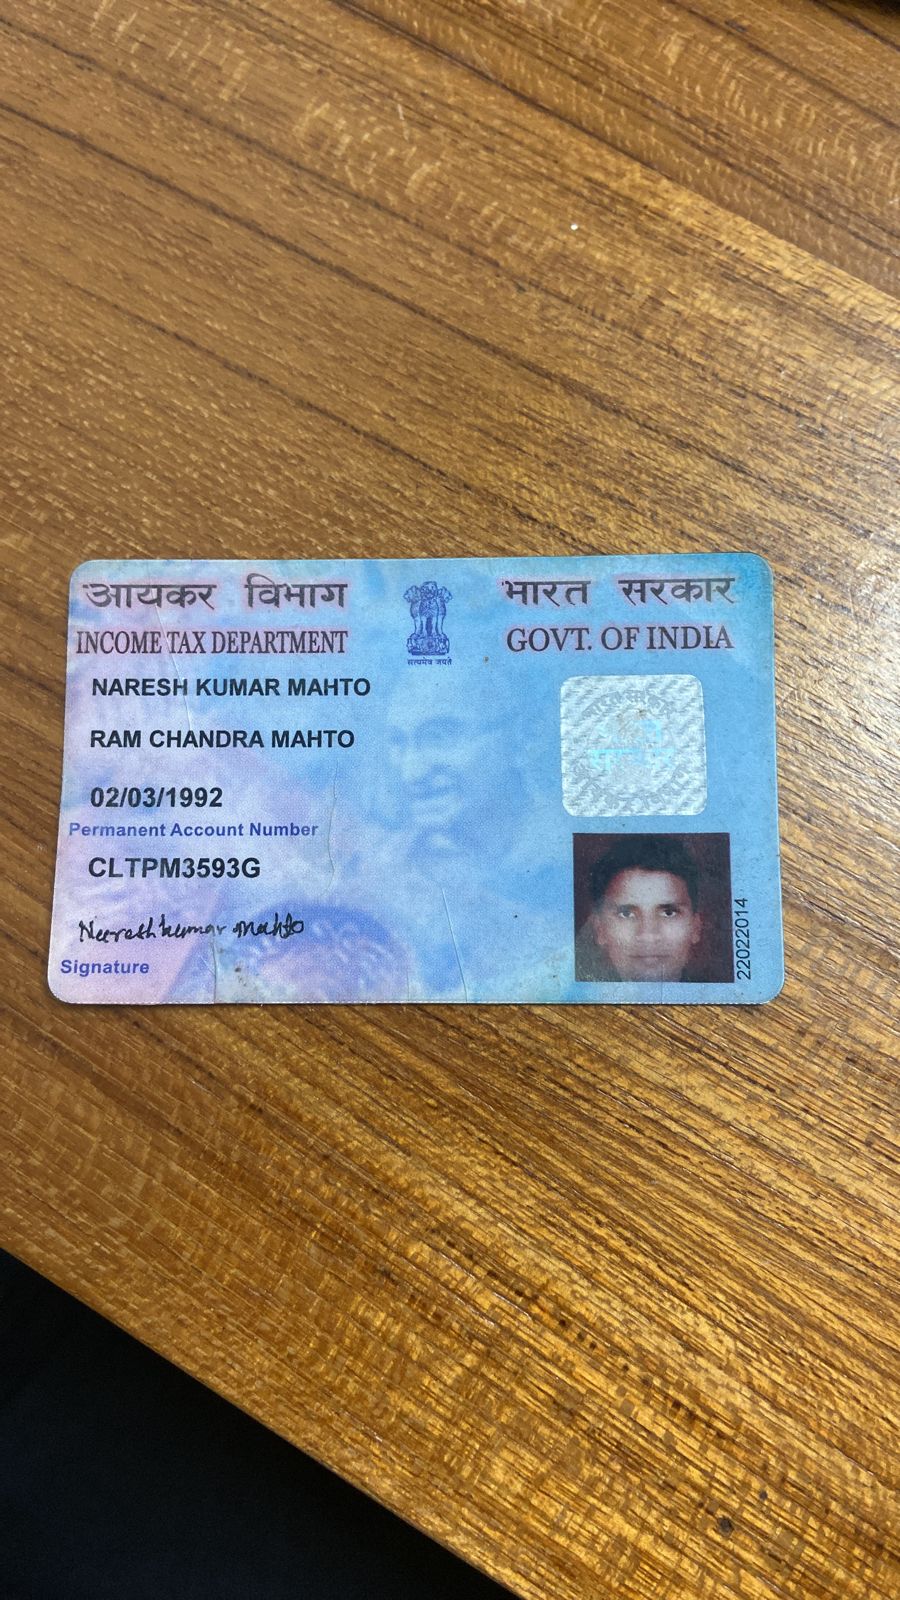 आयकर विभाग
INCOME TAX DEPARTMENT
सत्यमेव जयते
भारत सरकार
GOVT. OF INDIA
NARESH KUMAR MAHTO
RAM CHANDRA MAHTO
02/03/1992
Permanent Account Number
CLTPM3593G
Nareshkumar Mahto
Signature
22022014